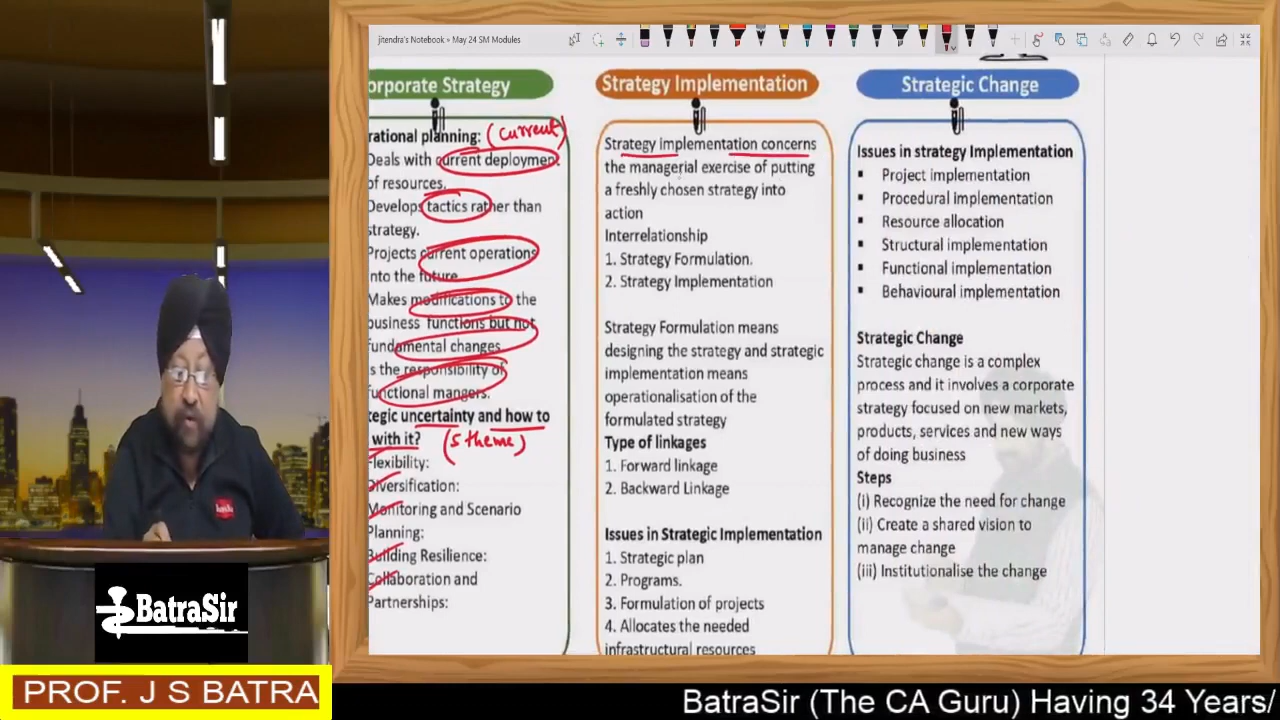 jitendra's Notebook » May 24 SM Modules
orporate Strategy
rational planning: (current)
Deals with current deployment
of resources.
Develops tactics rather than
strategy.
Projects current operations
into the future
Makes modifications to the
business functions but not
fundamental changes
s the responsibility of
functional mangers.
tegic uncertainty and how to
with it? (5 theme)
Flexibility:
Diversification:
Monitoring and Scenario
Planning:
Building Resilience:
Collaboration and
Partnerships:
Strategy Implementation
Strategy Implementation concerns
the managerial exercise of putting
a freshly chosen strategy into
action
Interrelationship
1. Strategy Formulation.
2. Strategy Implementation
Strategy Formulation means
designing the strategy and strategic
implementation means
operationalisation of the
formulated strategy
Type of linkages
1. Forward linkage
2. Backward Linkage
Issues in Strategic Implementation
1. Strategic plan
2. Programs.
3. Formulation of projects
4. Allocates the needed
infrastructural resources
Strategic Change
Issues in strategy Implementation
▪ Project implementation
▪ Procedural Implementation
▪ Resource allocation
▪ Structural implementation
▪ Functional implementation
▪ Behavioural implementation
Strategic Change
Strategic change is a complex
process and it involves a corporate
strategy focused on new markets,
products, services and new ways
of doing business
Steps
(i) Recognize the need for change
(ii) Create a shared vision to
manage change
(iii) Institutionalise the change
BatraSir
PROF. J S BATRA
BatraSir (The CA Guru) Having 34 Years/